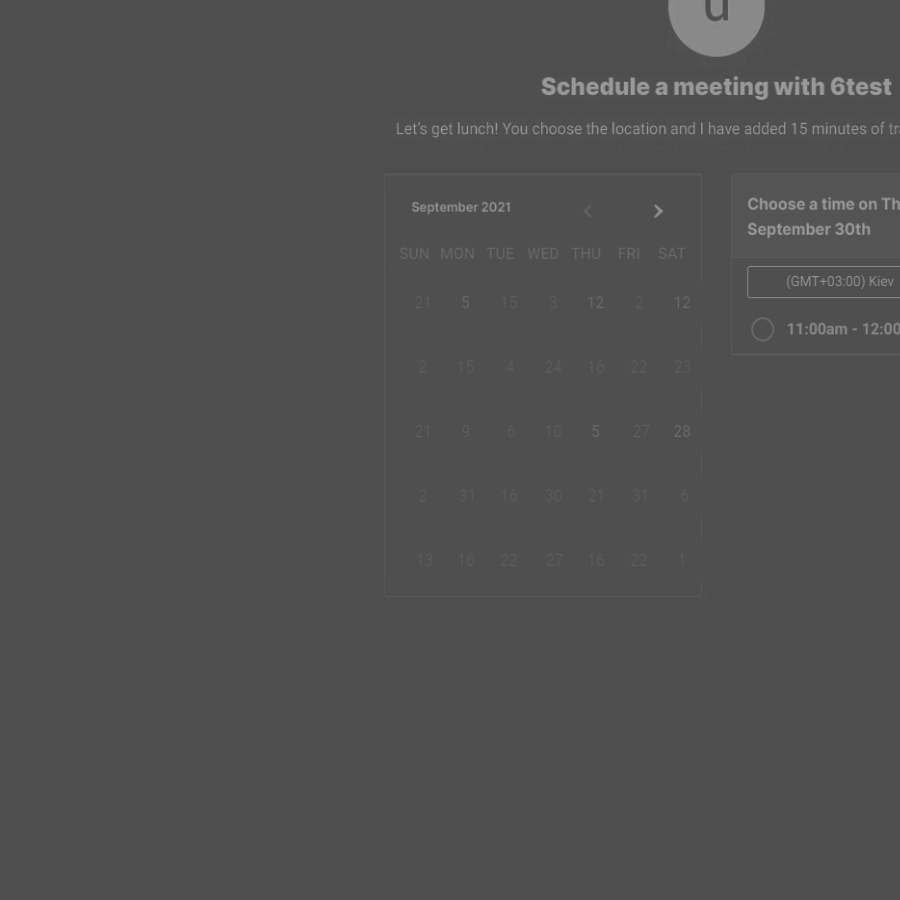 u
Schedule a meeting with 6test
Let's get lunch! You choose the location and I have added 15 minutes of
September 2021
SUN MON TUE WED THU FRI SAT
21 5 15 3 12 2 12
2 15 4 24 16 22 23
21 9 6 10 5 27 28
2 31 16 30 21 31 6
13 16 22 27 16 22 1
Choose a time on Th
September 30th
(GMT+03:00) Kiev
11:00am - 12:00